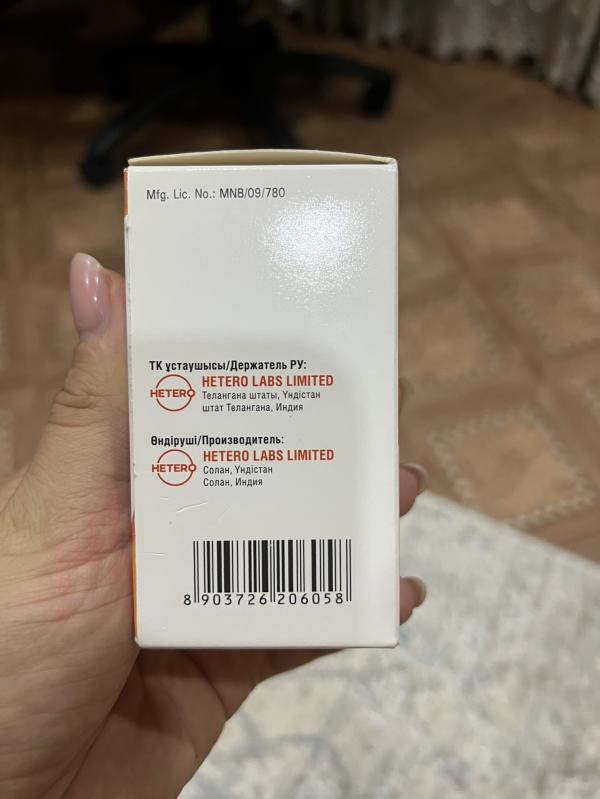 Mfg. Lic. No.: MNB/09/780
ТК ұстаушысы/Держатель РУ:
HETERO
HETERO LABS LIMITED
Телангана штаты, Үндістан
штат Телангана, Индия
Өндіруші/Производитель:
HETERO
HETERO LABS LIMITED
Солан, Үндістан
Солан, Индия
8 903726 206058